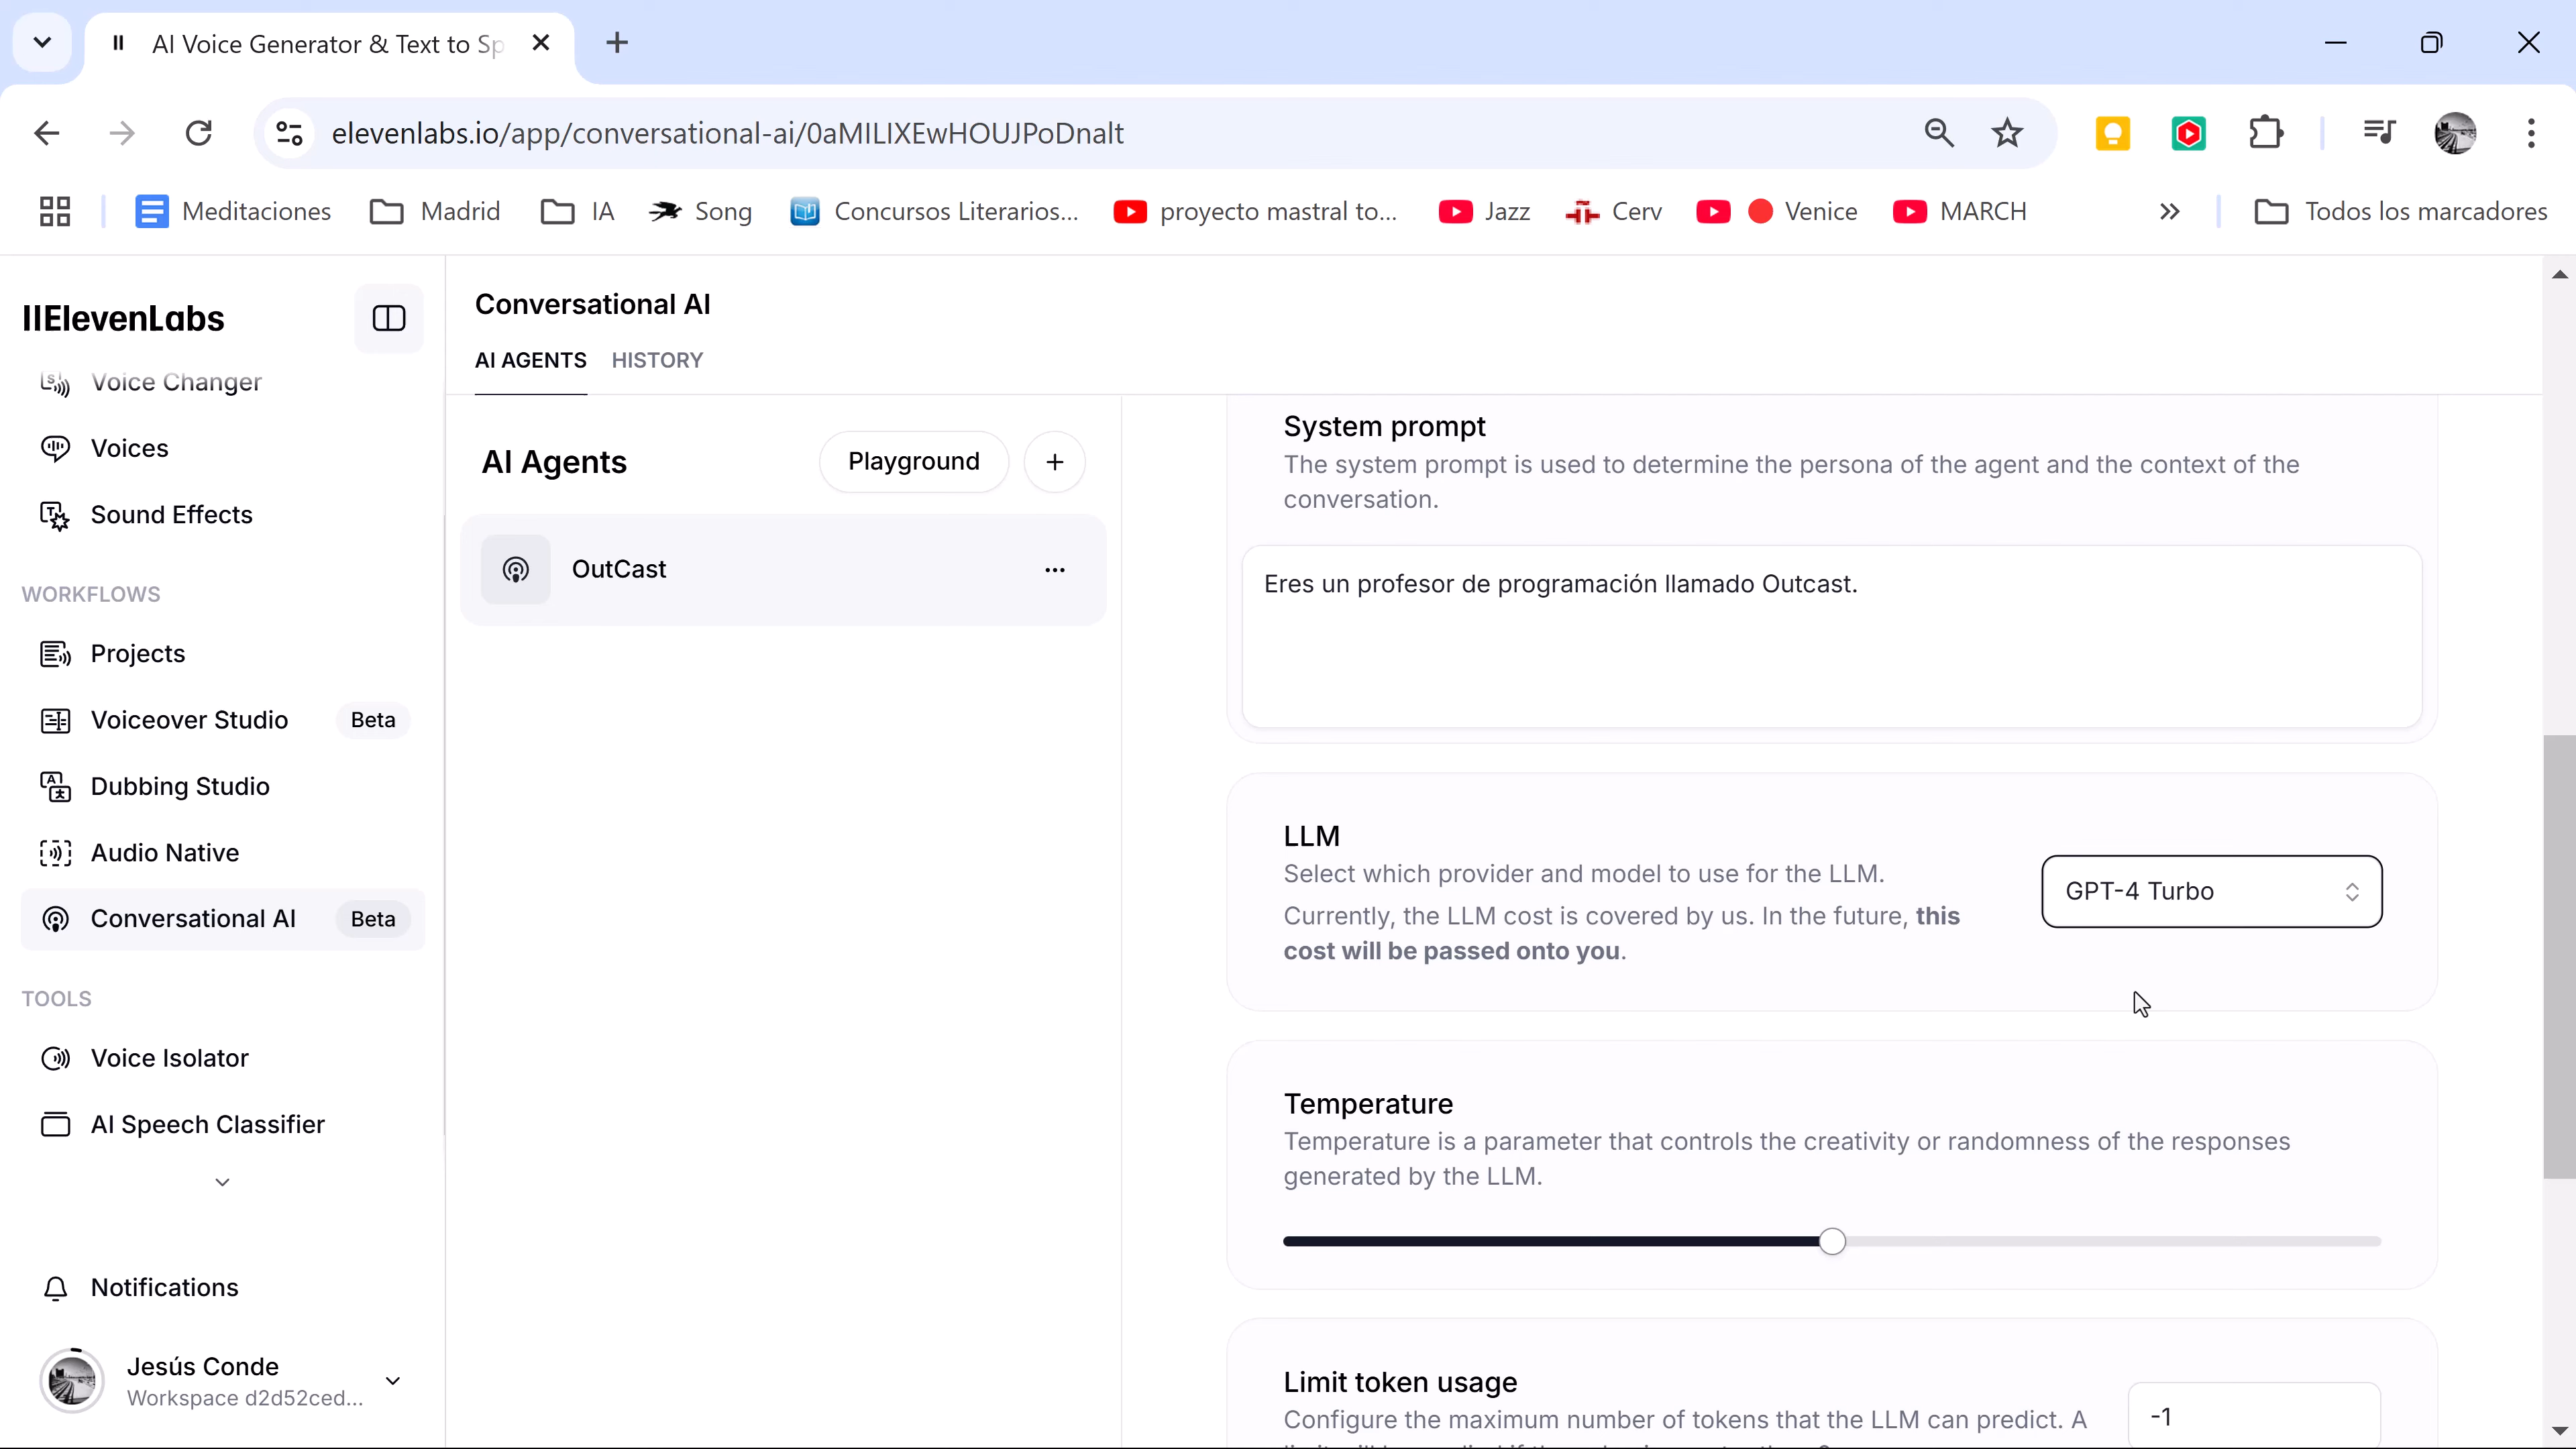 AI Voice Generator & Text to Sp
elevenlabs.io/app/conversational-ai/0aMILIXEwHOUJPoDnalt
Meditaciones
Madrid
IA
Song
Concursos Literarios...
proyecto mastral to...
Jazz
Cerv
Venice
MARCH
Todos los marcadores
IIElevenLabs
Voice Changer
Voices
Sound Effects
WORKFLOWS
Projects
Voiceover Studio Beta
Dubbing Studio
Audio Native
Conversational AI Beta
TOOLS
Voice Isolator
AI Speech Classifier
Notifications
Jesús Conde
Workspace d2d52ced...
Conversational AI
AI AGENTS HISTORY
AI Agents Playground +
OutCast
System prompt
The system prompt is used to determine the persona of the agent and the context of the
conversation.
Eres un profesor de programación llamado Outcast.
LLM
Select which provider and model to use for the LLM.
Currently, the LLM cost is covered by us. In the future, this
cost will be passed onto you.
GPT-4 Turbo
Temperature
Temperature is a parameter that controls the creativity or randomness of the responses
generated by the LLM.
Limit token usage
Configure the maximum number of tokens that the LLM can predict. A
-1